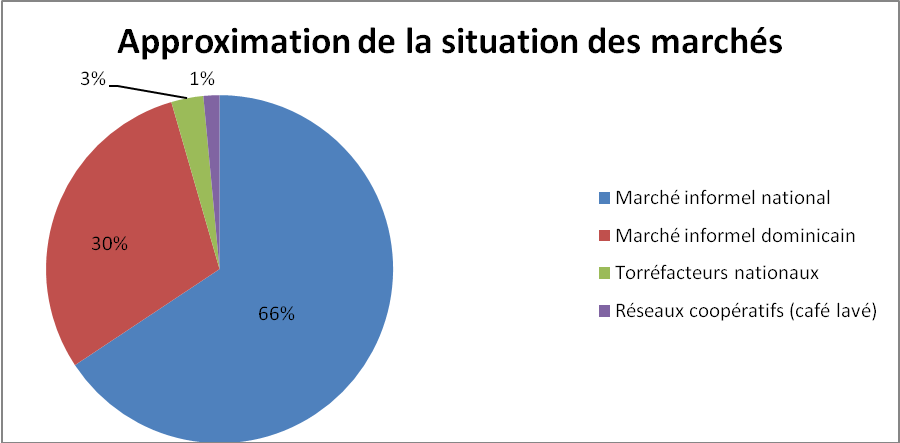 Approximation de la situation des marchés
3% 1%
30%
66%
Marché informel national
Marché informel dominicain
Torréfacteurs nationaux
Réseaux coopératifs (café lavé)